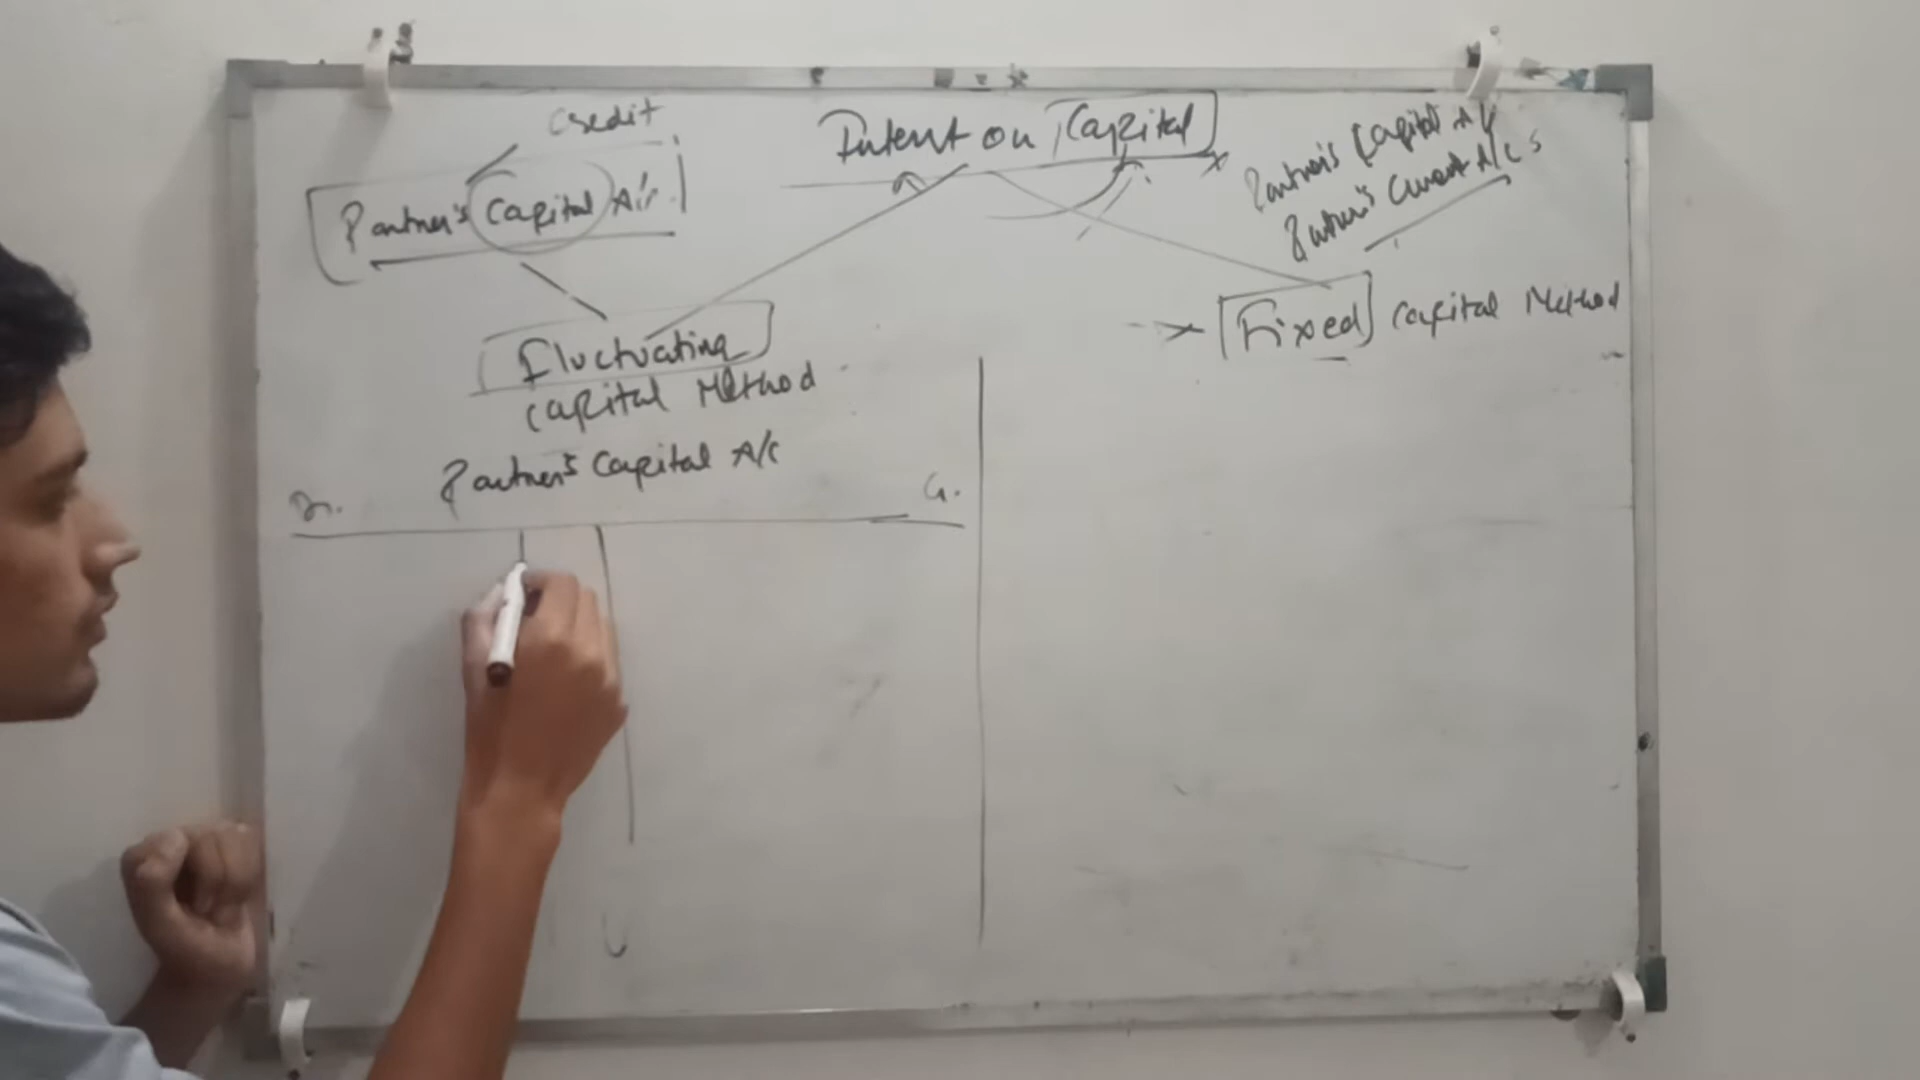 Credit
Interest on Capital
Partner's Capital A/c
Partner's Capital A/c
Partner's Current A/c s
Fluctuating
Capital Method
Fixed Capital Method
Partner's Capital A/c
Dr. Cr.